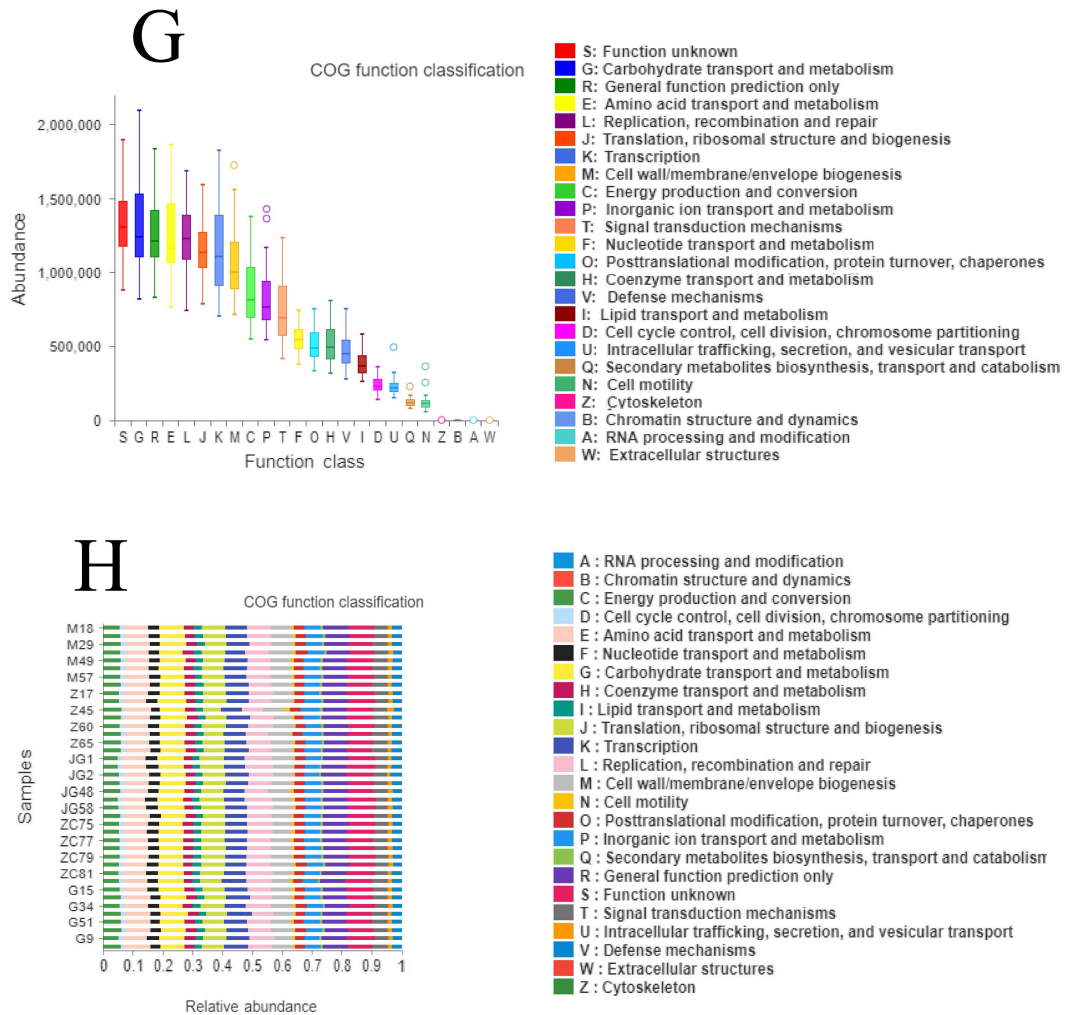 G
COG function classification
2,000,000
1,500,000
1,000,000
500,000
0
Abundance
S G R E L J K M C P T F O H V I D U Q N Z B A W
Function class
S: Function unknown
G: Carbohydrate transport and metabolism
R: General function prediction only
E: Amino acid transport and metabolism
L: Replication, recombination and repair
J: Translation, ribosomal structure and biogenesis
K: Transcription
M: Cell wall/membrane/envelope biogenesis
C: Energy production and conversion
P: Inorganic ion transport and metabolism
T: Signal transduction mechanisms
F: Nucleotide transport and metabolism
O: Posttranslational modification, protein turnover, chaperones
H: Coenzyme transport and metabolism
V: Defense mechanisms
I: Lipid transport and metabolism
D: Cell cycle control, cell division, chromosome partitioning
U: Intracellular trafficking, secretion, and vesicular transport
Q: Secondary metabolites biosynthesis, transport and catabolism
N: Cell motility
Z: Cytoskeleton
B: Chromatin structure and dynamics
A: RNA processing and modification
W: Extracellular structures
H
COG function classification
M18
M29
M49
M57
Z17
Z45
Z60
Z65
JG1
JG2
JG48
JG58
ZC75
ZC77
ZC79
ZC81
G15
G34
G51
G9
Samples
0 0.1 0.2 0.3 0.4 0.5 0.6 0.7 0.8 0.9 1
Relative abundance
A : RNA processing and modification
B : Chromatin structure and dynamics
C : Energy production and conversion
D : Cell cycle control, cell division, chromosome partitioning
E : Amino acid transport and metabolism
F : Nucleotide transport and metabolism
G : Carbohydrate transport and metabolism
H : Coenzyme transport and metabolism
I : Lipid transport and metabolism
J : Translation, ribosomal structure and biogenesis
K : Transcription
L : Replication, recombination and repair
M : Cell wall/membrane/envelope biogenesis
N : Cell motility
O : Posttranslational modification, protein turnover, chaperones
P : Inorganic ion transport and metabolism
Q : Secondary metabolites biosynthesis, transport and catabolism
R : General function prediction only
S : Function unknown
T : Signal transduction mechanisms
U : Intracellular trafficking, secretion, and vesicular transport
V : Defense mechanisms
W : Extracellular structures
Z : Cytoskeleton